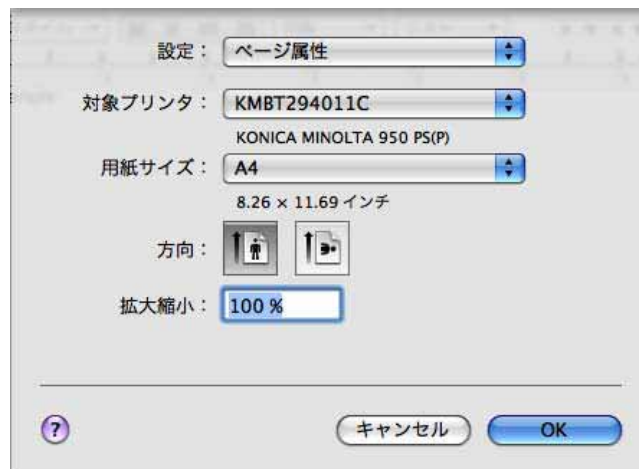 設定： ページ属性
対象プリンタ： KMBT294011C
KONICA MINOLTA 950 PS(P)
用紙サイズ： A4
8.26 × 11.69 インチ
方向：
拡大縮小： 100 %
?
キャンセル OK